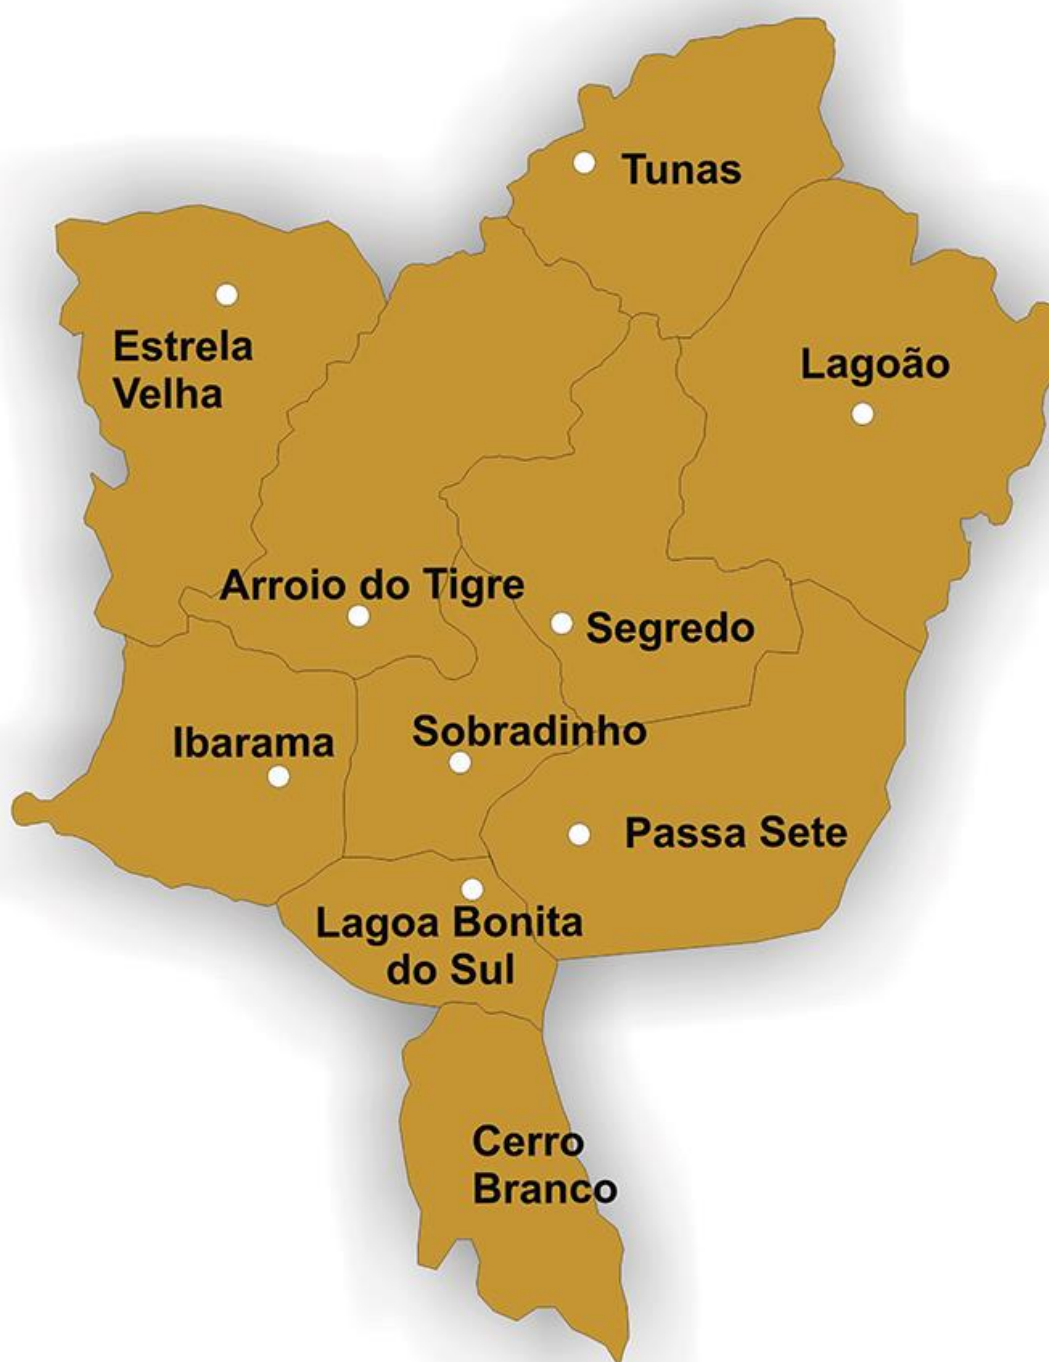 Tunas
Estrela
Velha
Lagoão
Arroio do Tigre
Segredo
Ibarama
Sobradinho
Passa Sete
Lagoa Bonita
do Sul
Cerro
Branco